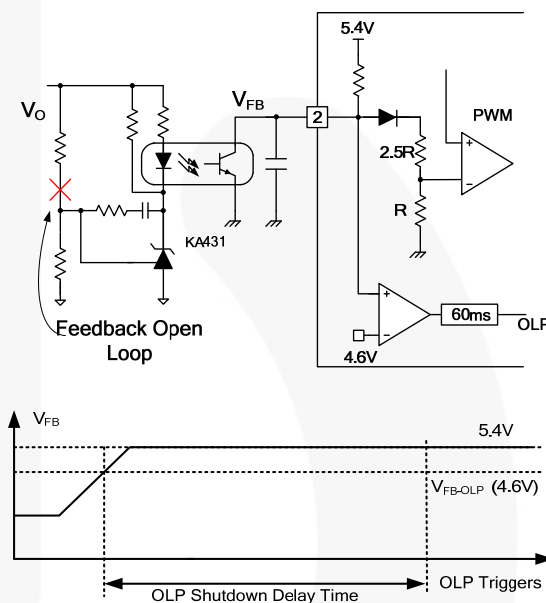 5.4V
VO
VFB
2
PWM
2.5R
R
KA431
Feedback Open
Loop
60ms
OLP
4.6V
VFB
5.4V
VFB-OLP (4.6V)
OLP Shutdown Delay Time
OLP Triggers